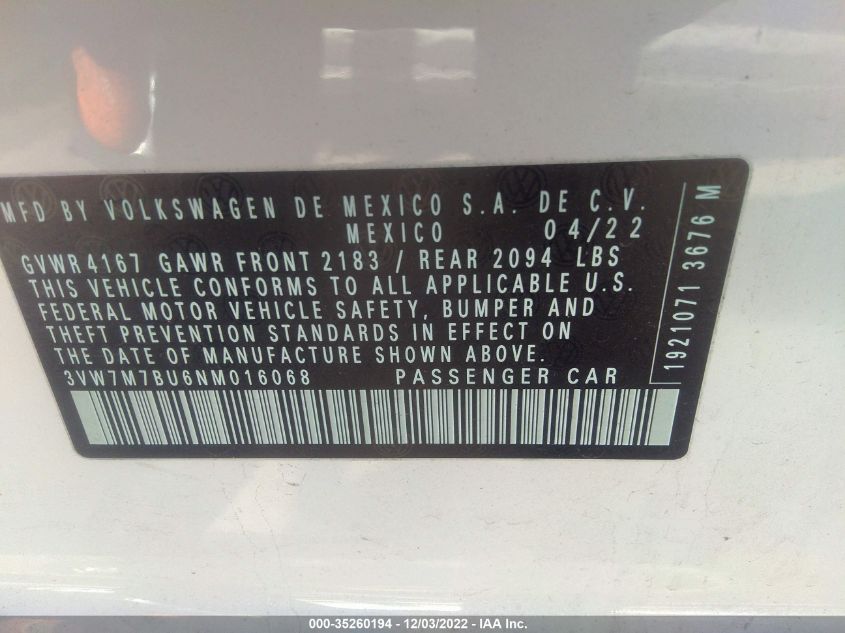 MFD BY VOLKSWAGEN DE MEXICO S.A. DE C.V.
MEXICO 04/22
GVWR 4167 GAWR FRONT 2183 / REAR 2094 LBS
THIS VEHICLE CONFORMS TO ALL APPLICABLE U.S.
FEDERAL MOTOR VEHICLE SAFETY, BUMPER AND
THEFT PREVENTION STANDARDS IN EFFECT ON
THE DATE OF MANUFACTURE SHOWN ABOVE.
3VW7M7BU6NM016068 PASSENGER CAR
1921071 3676 M
000-35260194 - 12/03/2022 - IAA Inc.